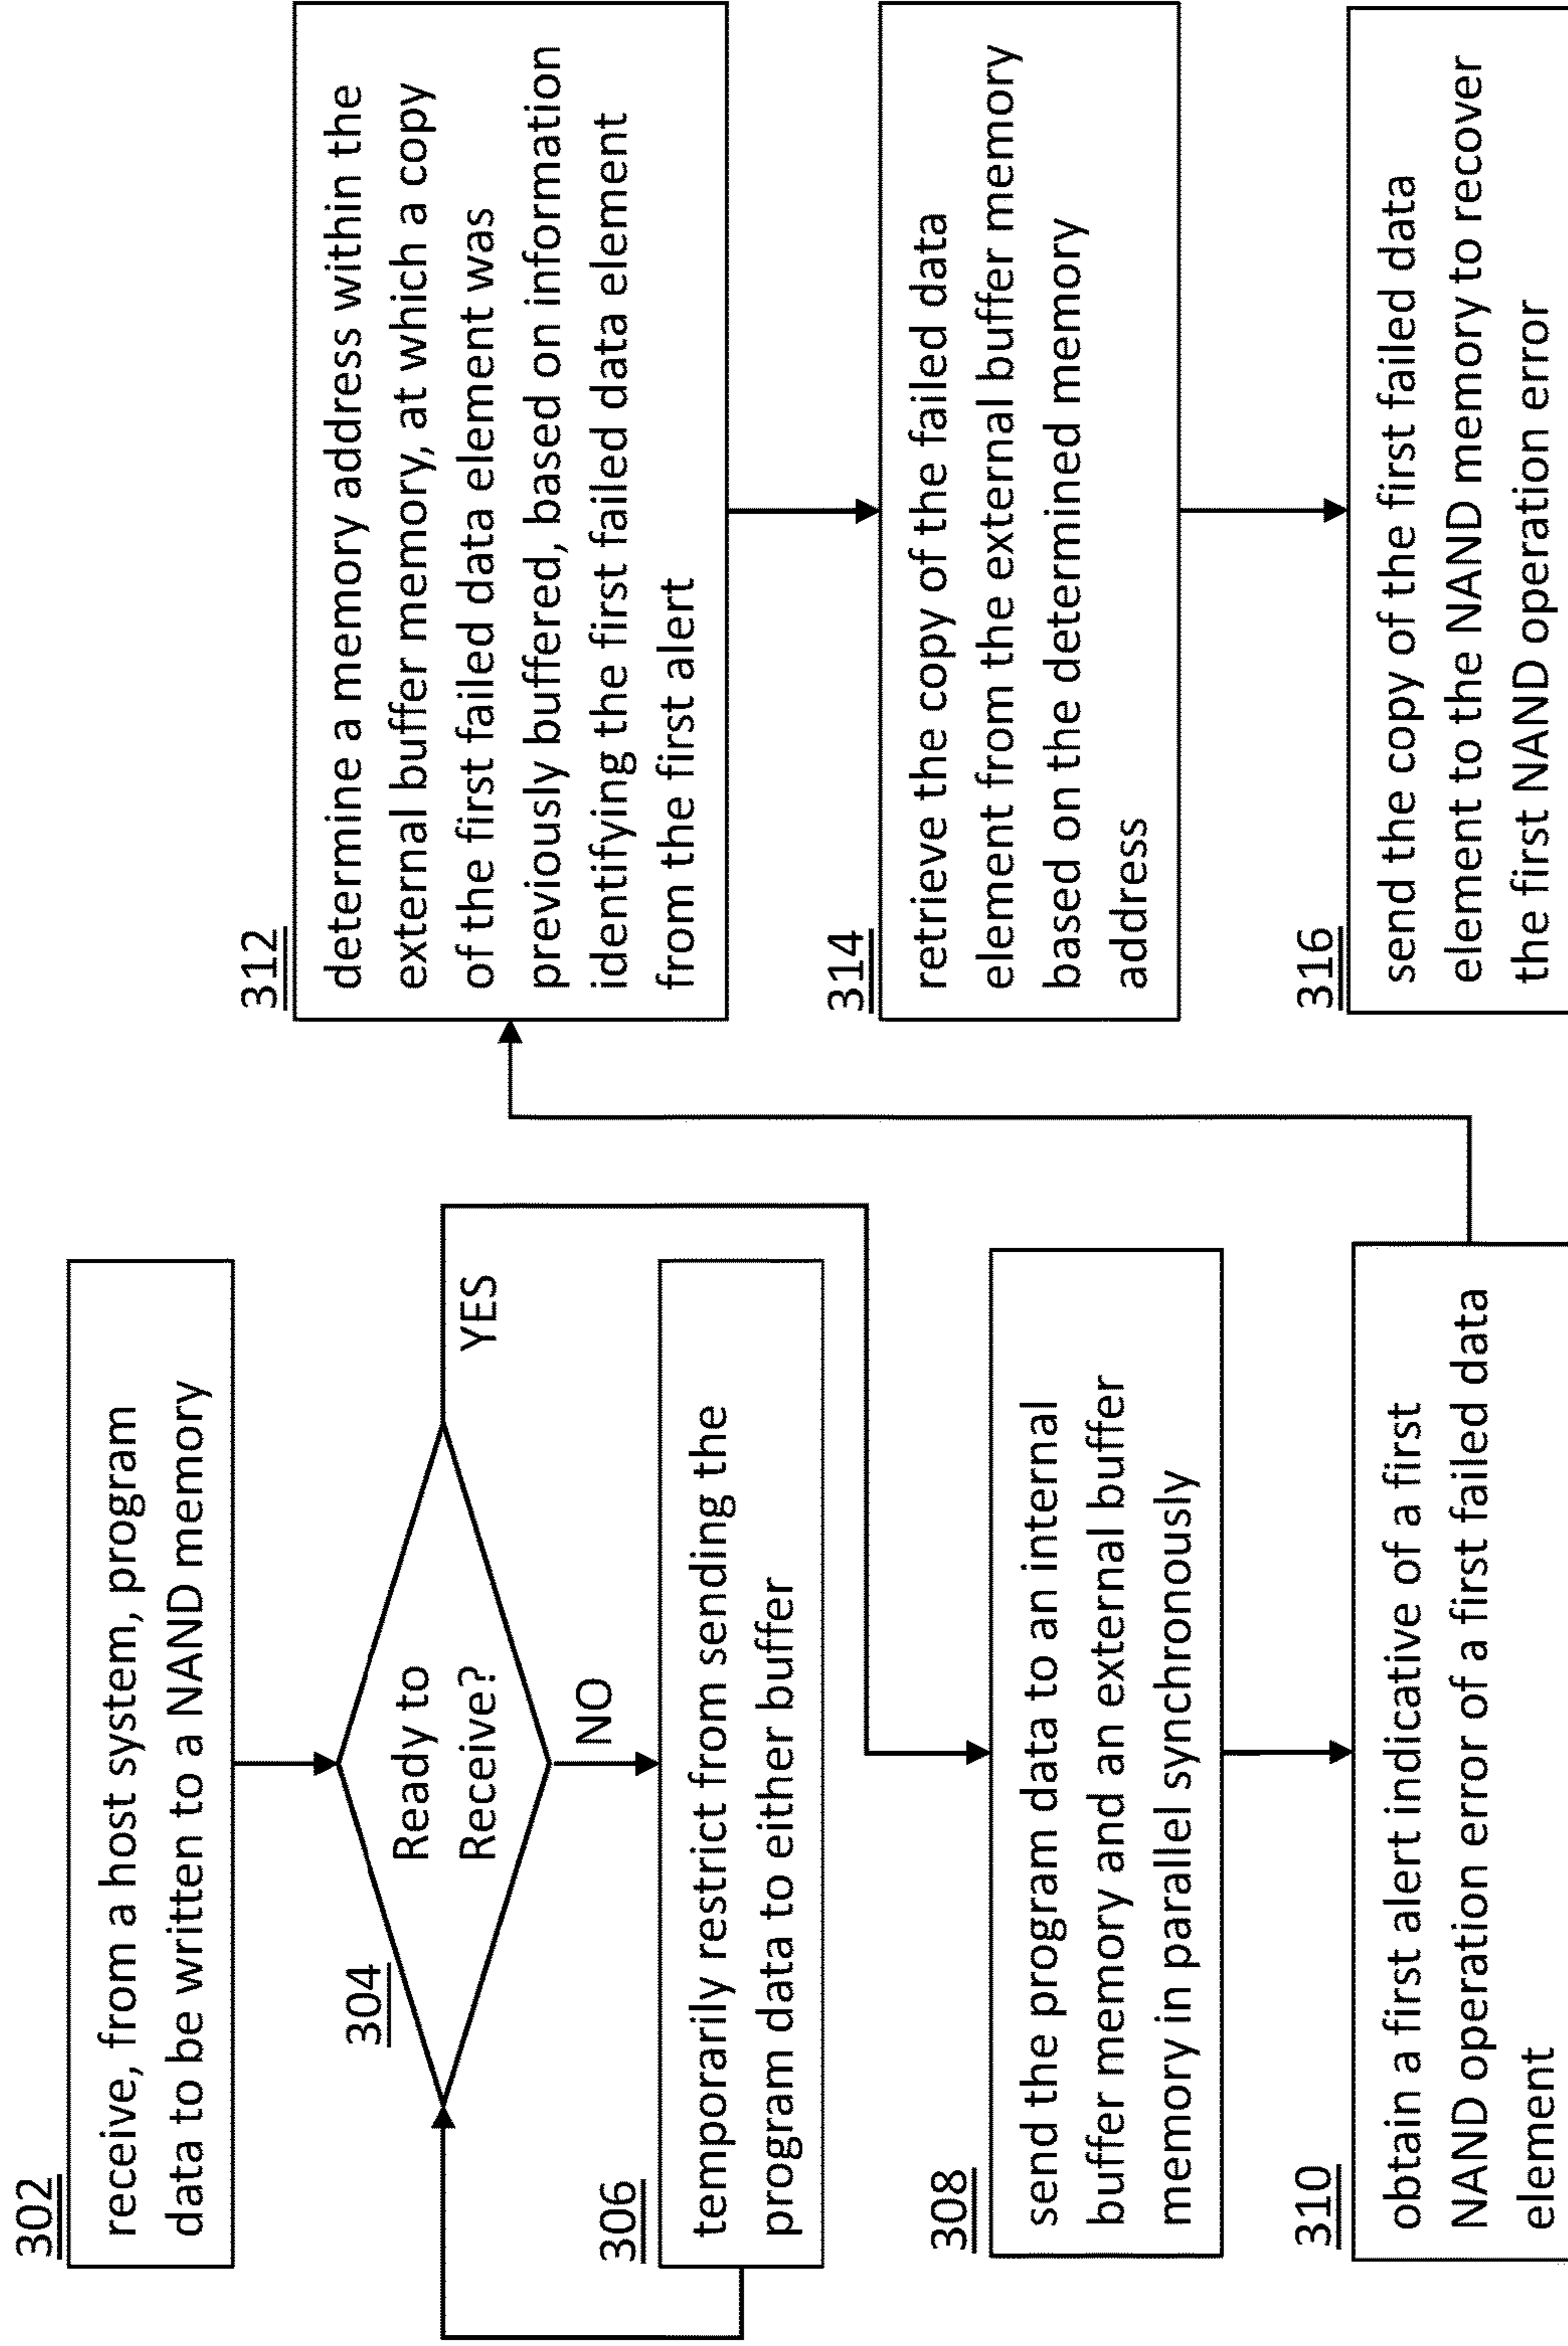 302
receive, from a host system, program
data to be written to a NAND memory
304
Ready to
Receive?
YES
NO
306
temporarily restrict from sending the
program data to either buffer
308
send the program data to an internal
buffer memory and an external buffer
memory in parallel synchronously
310
obtain a first alert indicative of a first
NAND operation error of a first failed data
element
312
determine a memory address within the
external buffer memory, at which a copy
of the first failed data element was
previously buffered, based on information
identifying the first failed data element
from the first alert
314
retrieve the copy of the failed data
element from the external buffer memory
based on the determined memory
address
316
send the copy of the first failed data
element to the NAND memory to recover
the first NAND operation error